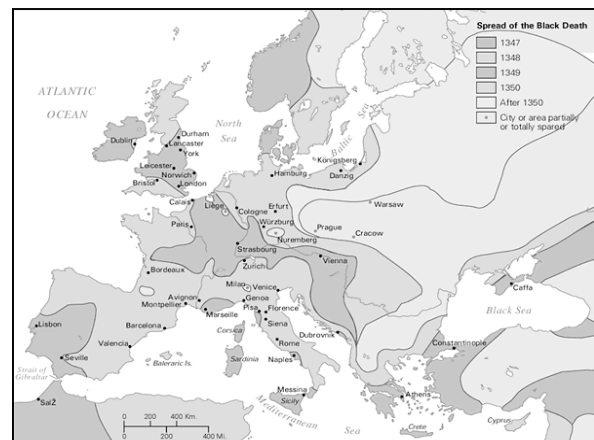 Spread of the Black Death
1347
1348
1349
1350
After 1350
City or area partially
or totally spared
ATLANTIC
OCEAN
North
Sea
Baltic
Sea
Durham
Dublin
Lancaster
York
Leicester
Norwich
Bristol
London
Calais
Liège
Cologne
Hamburg
Königsberg
Danzig
Erfurt
Würzburg
Nuremberg
Warsaw
Prague
Cracow
Paris
Strasbourg
Zurich
Vienna
Bordeaux
Milan
Venice
Avignon
Montpellier
Genoa
Pisa
Florence
Marseille
Siena
Corsica
Rome
Dubrovnik
Lisbon
Barcelona
Valencia
Seville
Balearic Is.
Sardinia
Naples
Caffa
Black Sea
Constantinople
Strait of
Gibraltar
SalŽ
Messina
Sicily
Athens
Mediterranean
Sea
Crete
Cyprus
0 200 400 Km.
0 200 400 Mi.